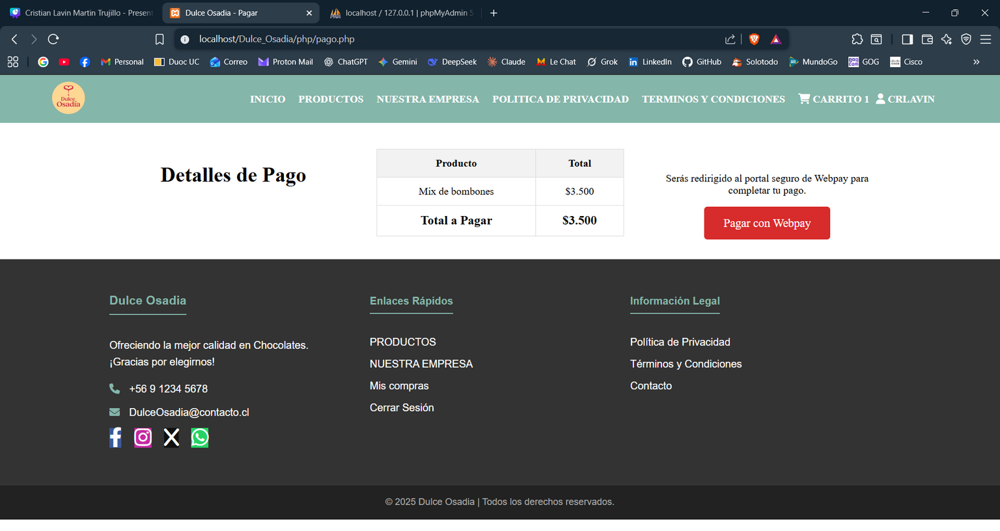 Cristian Lavin Martin Trujillo - Present
Dulce Osadia - Pagar
localhost / 127.0.0.1 | phpMyAdmin 5
localhost/Dulce_Osadia/php/pago.php
Personal
Duoc UC
Correo
Proton Mail
ChatGPT
Gemini
DeepSeek
Claude
Le Chat
Grok
LinkedIn
GitHub
Solotodo
MundoGo
GOG
Cisco
Dulce
Osadía
INICIO
PRODUCTOS
NUESTRA EMPRESA
POLITICA DE PRIVACIDAD
TERMINOS Y CONDICIONES
CARRITO 1
CRLAVIN
Detalles de Pago
Producto
Total
Mix de bombones
$3.500
Total a Pagar
$3.500
Serás redirigido al portal seguro de Webpay para
completar tu pago.
Pagar con Webpay
Dulce Osadia
Ofreciendo la mejor calidad en Chocolates.
¡Gracias por elegirnos!
+56 9 1234 5678
DulceOsadia@contacto.cl
Enlaces Rápidos
PRODUCTOS
NUESTRA EMPRESA
Mis compras
Cerrar Sesión
Información Legal
Política de Privacidad
Términos y Condiciones
Contacto
© 2025 Dulce Osadia | Todos los derechos reservados.